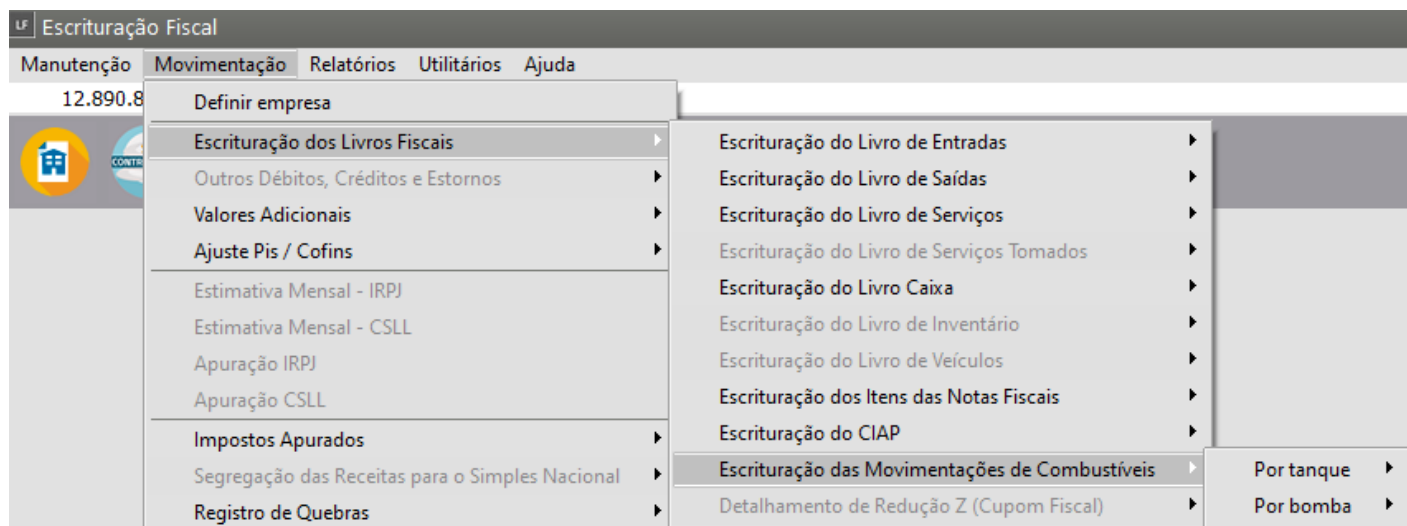 LF Escrituração Fiscal
Manutenção Movimentação Relatórios Utilitários Ajuda
12.890.8
Definir empresa
Escrituração dos Livros Fiscais
Outros Débitos, Créditos e Estornos
Valores Adicionais
Ajuste Pis / Cofins
Estimativa Mensal - IRPJ
Estimativa Mensal - CSLL
Apuração IRPJ
Apuração CSLL
Impostos Apurados
Segregação das Receitas para o Simples Nacional
Registro de Quebras
Escrituração do Livro de Entradas
Escrituração do Livro de Saídas
Escrituração do Livro de Serviços
Escrituração do Livro de Serviços Tomados
Escrituração do Livro Caixa
Escrituração do Livro de Inventário
Escrituração do Livro de Veículos
Escrituração dos Itens das Notas Fiscais
Escrituração do CIAP
Escrituração das Movimentações de Combustíveis
Detalhamento de Redução Z (Cupom Fiscal)
Por tanque
Por bomba